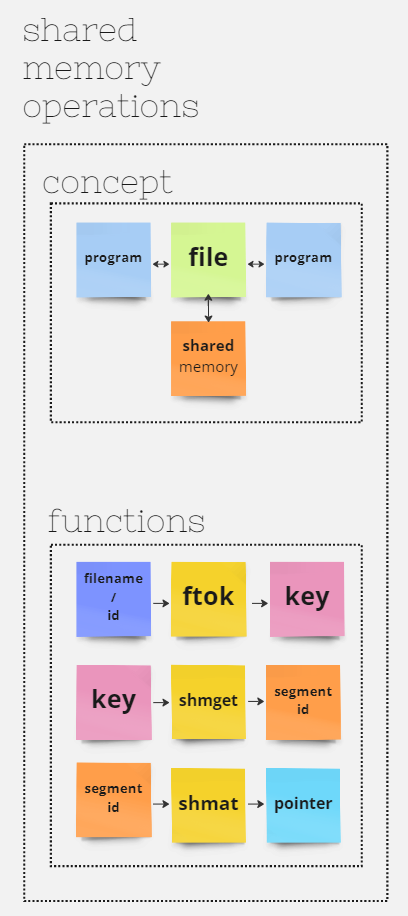 shared
memory
operations
concept
program
file
program
shared
memory
functions
filename
/
id
ftok
key
key
shmget
segment
id
segment
id
shmat
pointer